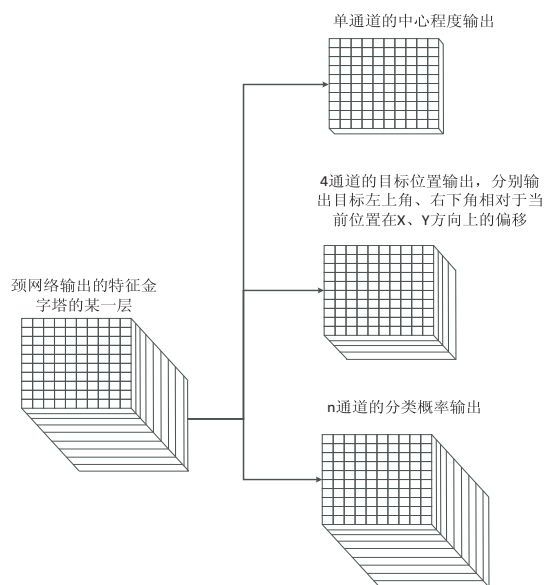 单通道的中心程度输出
4通道的目标位置输出，分别输
出目标左上角、右下角相对于当
前位置在X、Y方向上的偏移
颈网络输出的特征金
字塔的某一层
n通道的分类概率输出